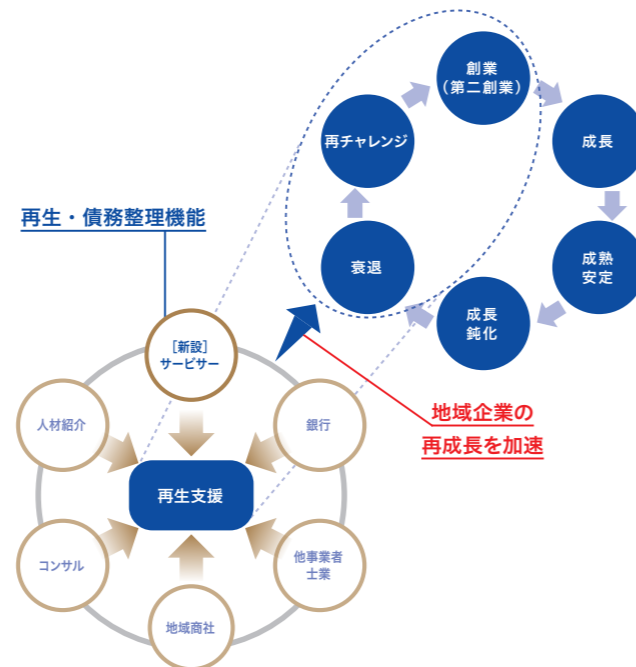 創業
（第二創業）
再チャレンジ
成長
再生・債務整理機能
衰退
成熟
安定
成長
鈍化
［新設］
サービサー
地域企業の
再成長を加速
人材紹介
銀行
再生支援
コンサル
他事業者
士業
地域商社